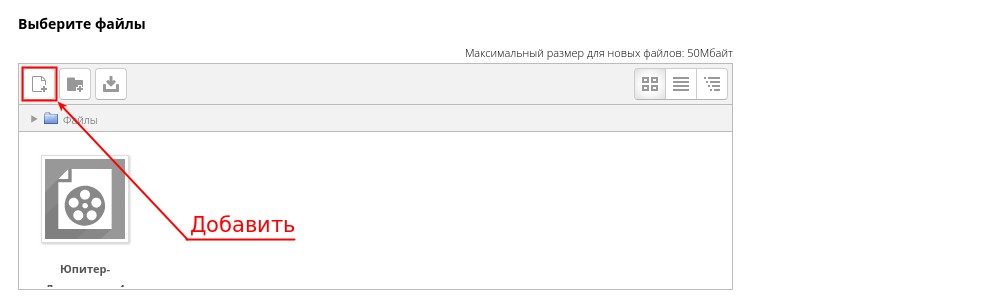 Выберите файлы
Максимальный размер для новых файлов: 50Мбайт
Файлы
Добавить
Юпитер-